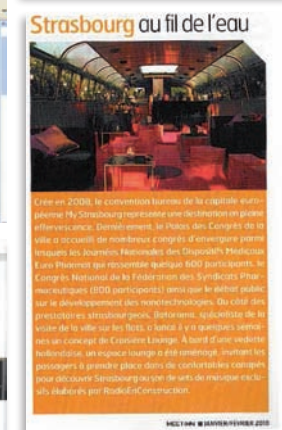 Strasbourg au fil de l'eau
Crée en 2008, le convention bureau de la capitale euro-
péenne My Strasbourg représente une destination en pleine
effervescence. Dernièrement, le Palais des Congrès de la
ville a accueilli de nombreux congrès d'envergure parmi
lesquels les Journées Nationales des Dispositifs Médicaux
Euro Pharmat qui rassemble quelque 600 participants, le
Congrès National de la Fédération des Syndicats Phar-
maceutiques (800 participants) ainsi que le débat public
sur le développement des nanotechnologies. Du côté des
prestataires strasbourgeois, Batorama, spécialiste de la
visite de la ville sur les flots, a lancé il y a quelques semai-
nes un concept de Croisière Lounge. A bord d'une vedette
hollandaise, un espace lounge a été aménagé, invitant les
passagers à prendre place dans de confortables canapés
pour découvrir Strasbourg au son de sets de musique exclu-
sifs élaborés par RadioEnConstruction.
MEET IN JANVIER/FÉVRIER 2010